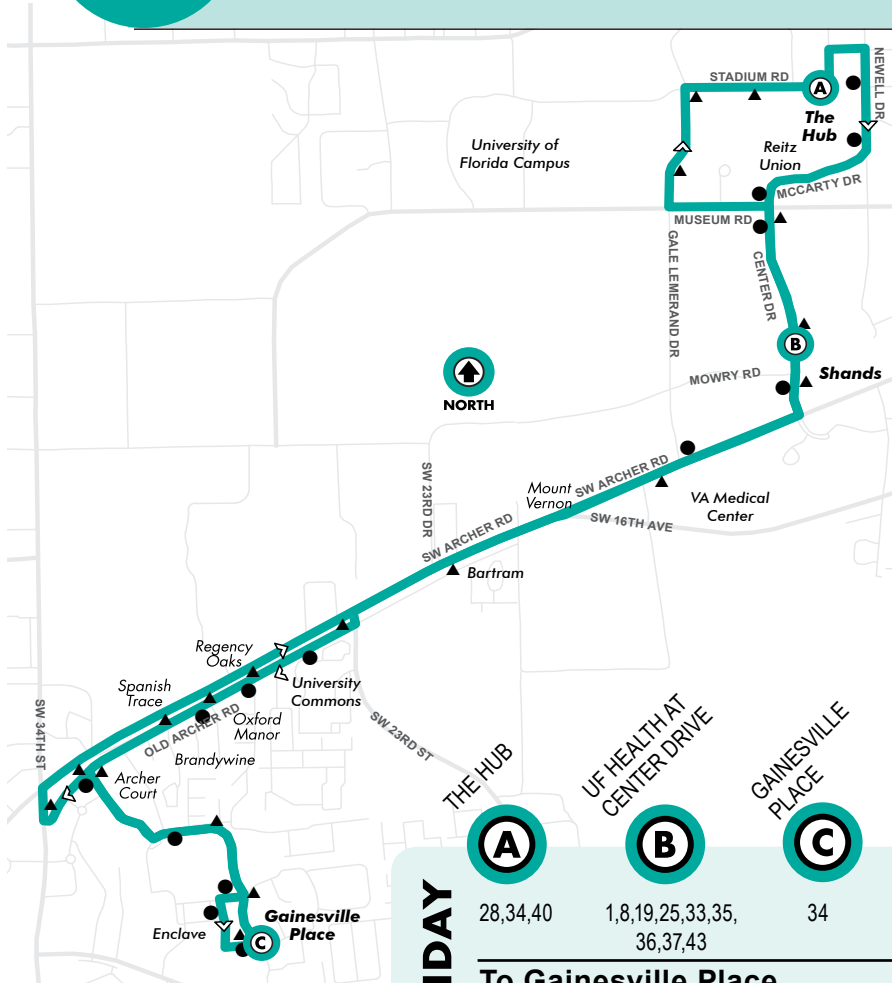 STADIUM RD
NEWELL DR
A
The
Hub
University of
Florida Campus
Reitz
Union
MCCARTY DR
MUSEUM RD
GALE LEMERAND DR
CENTER DR
B
Shands
MOWRY RD
NORTH
SW 23RD DR
SW ARCHER RD
Mount
Vernon
VA Medical
Center
SW 16TH AVE
SW ARCHER RD
Bartram
Regency
Oaks
University
Commons
Spanish
Trace
OLD ARCHER RD
Oxford
Manor
SW 34TH ST
SW 23RD ST
Brandywine
Archer
Court
Enclave
Gainesville
Place
C
THE HUB
UF HEALTH AT
CENTER DRIVE
GAINESVILLE
PLACE
A
B
C
28,34,40
1,8,19,25,33,35,
36,37,43
34
IDAY
To Gainesville Place